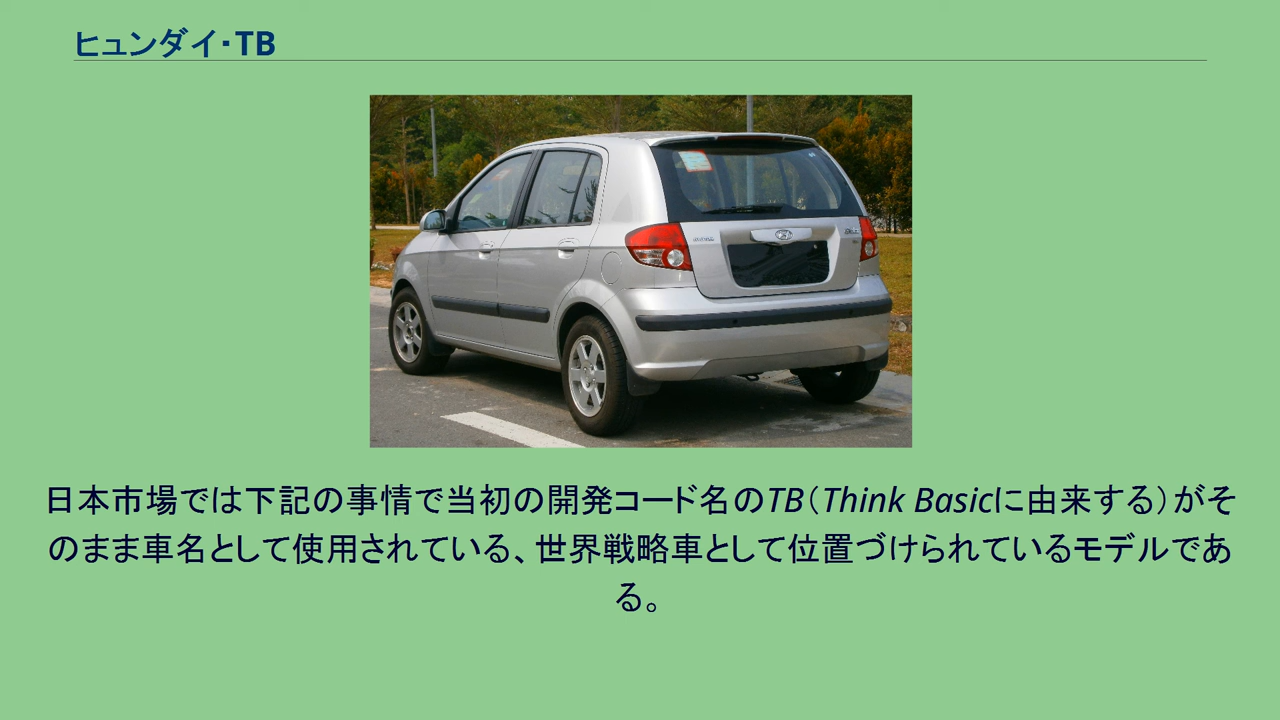 ヒュンダイ・TB
日本市場では下記の事情で当初の開発コード名のTB（Think Basicに由来する）がそ
のまま車名として使用されている、世界戦略車として位置づけられているモデルであ
る。